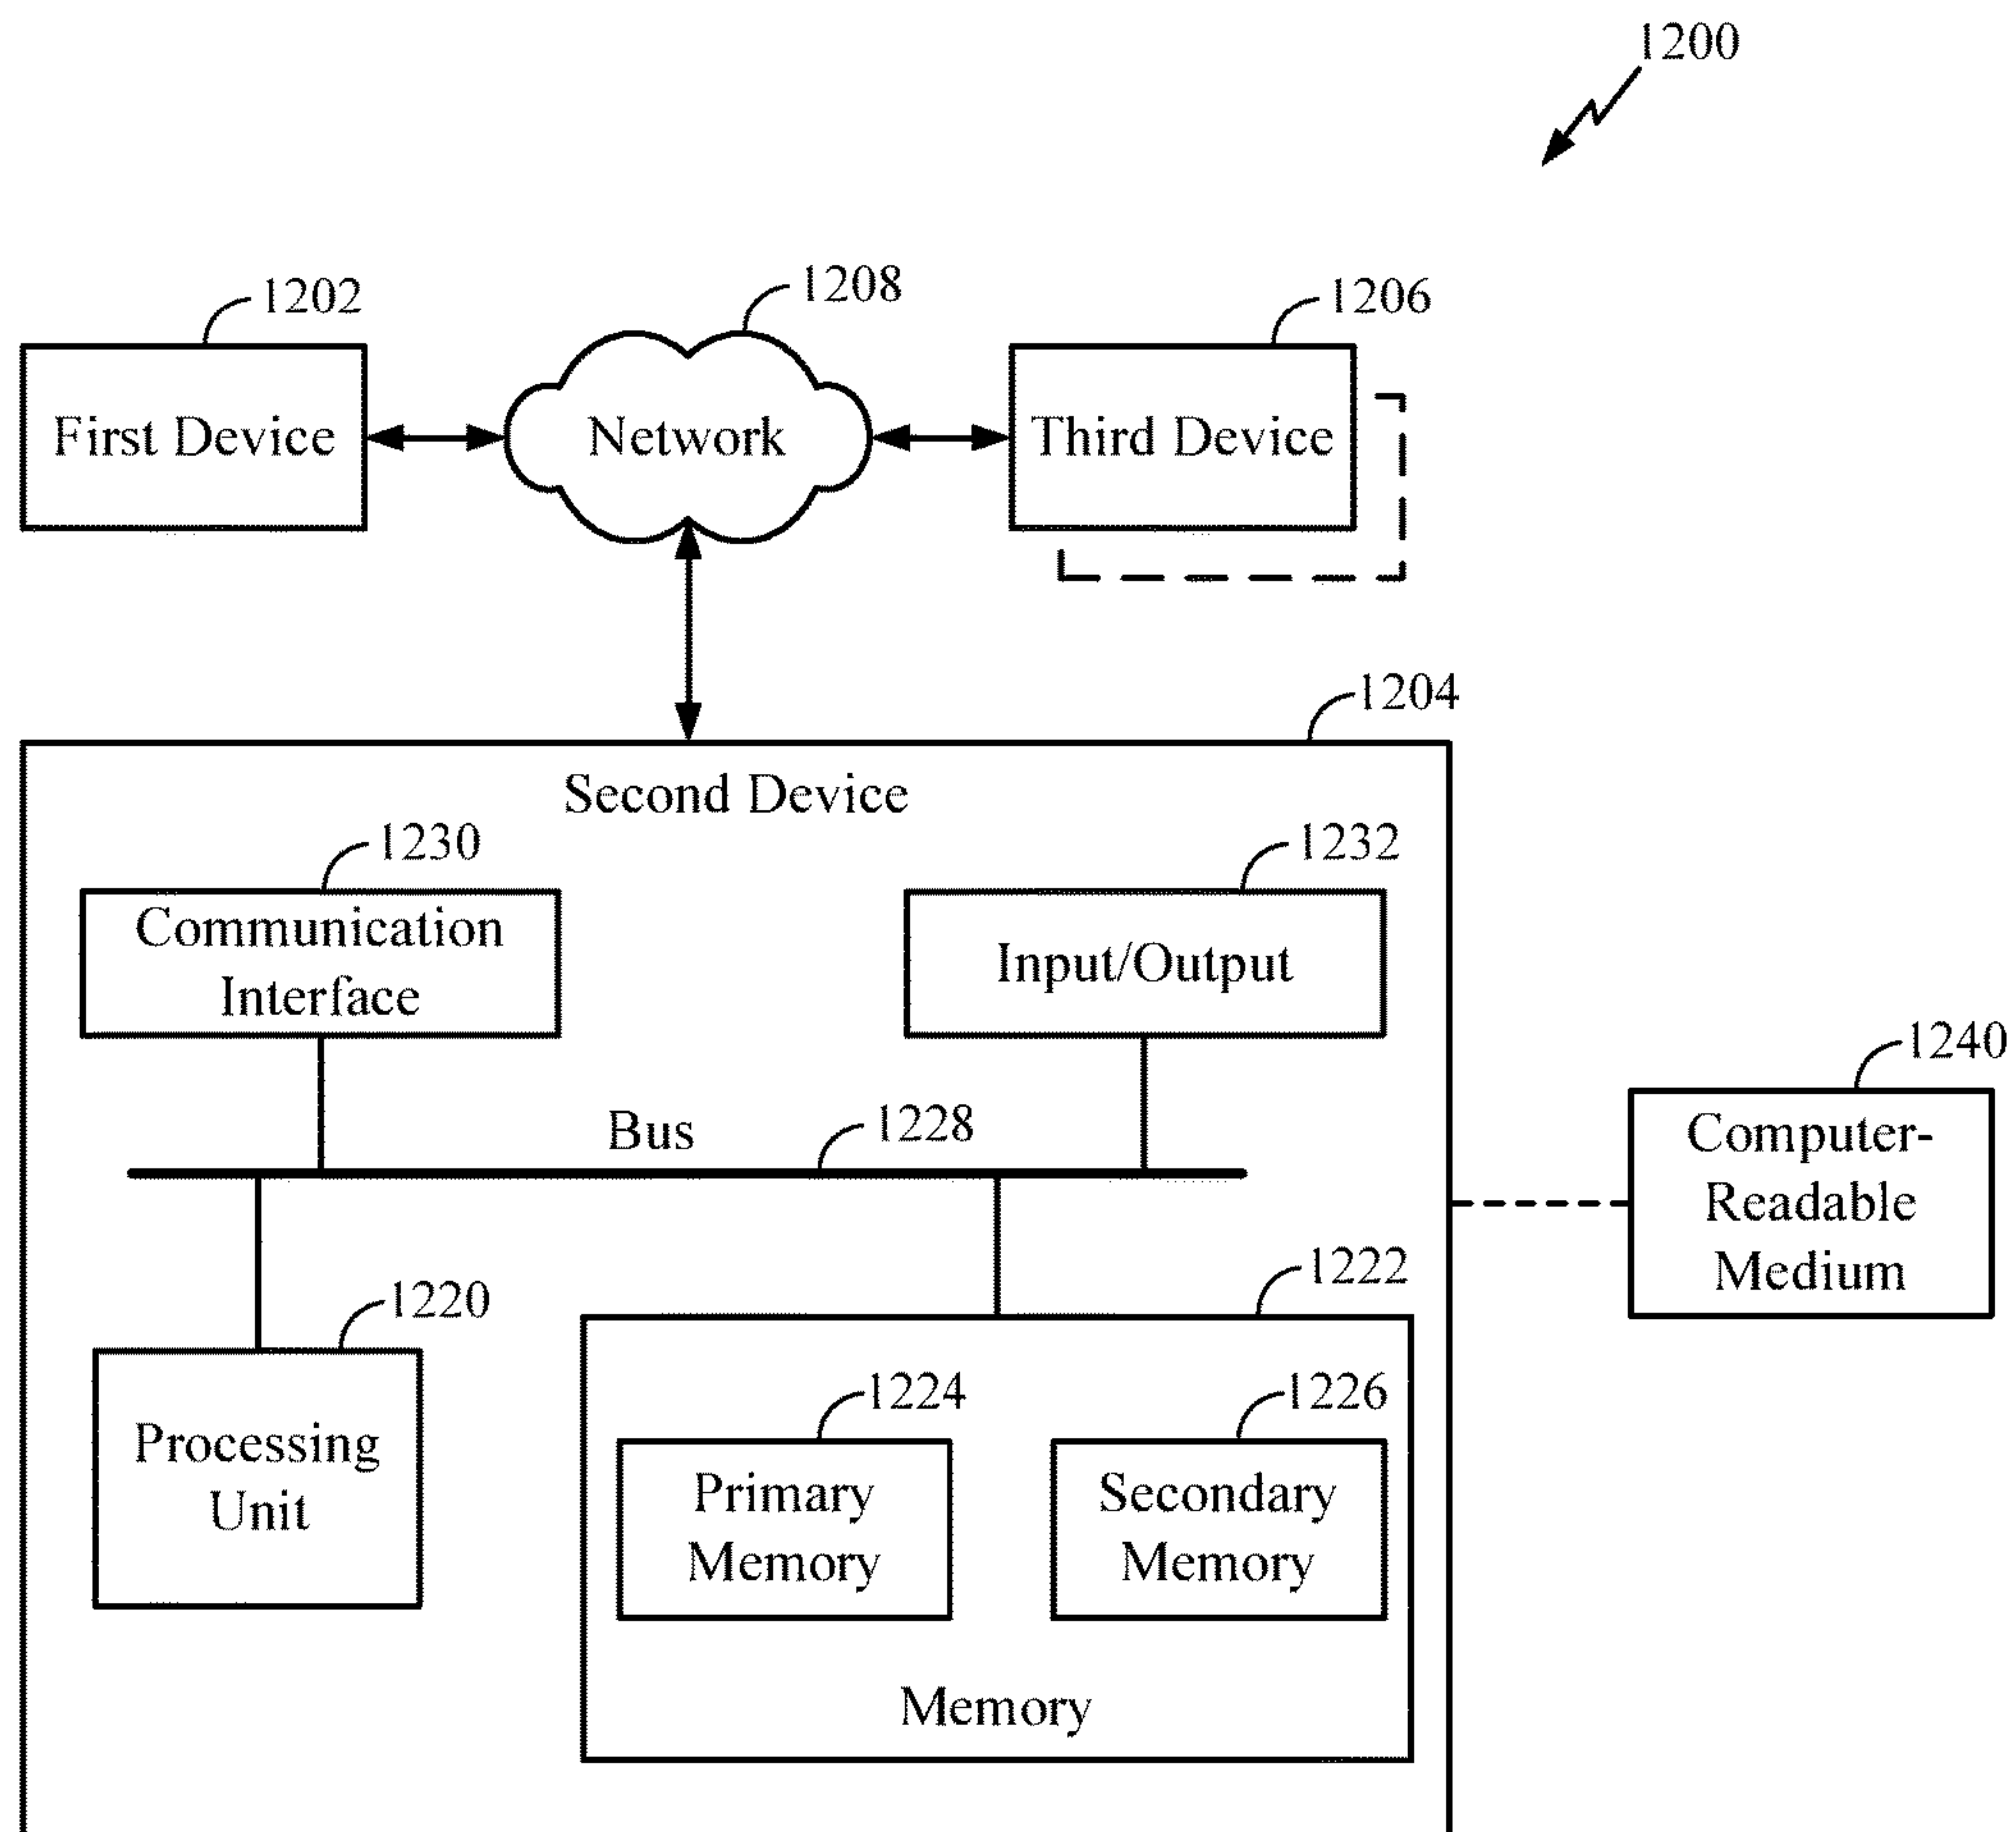 1200
1202
1208
1206
First Device
Network
Third Device
1204
Second Device
1230
1232
Communication
Interface
Input/Output
1240
Computer-
Readable
Medium
Bus
1228
1222
1220
Processing
Unit
1224
1226
Primary
Memory
Secondary
Memory
Memory